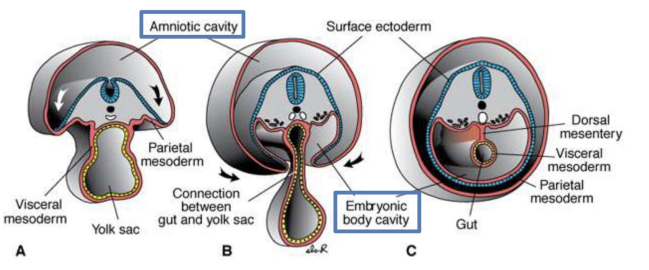 Amniotic cavity
Surface ectoderm
Parietal
mesoderm
Dorsal
mesentery
Visceral
mesoderm
Parietal
mesoderm
Visceral
mesoderm
Yolk sac
Connection
between
gut and yolk sac
Embryonic
body cavity
Gut
A
B
C